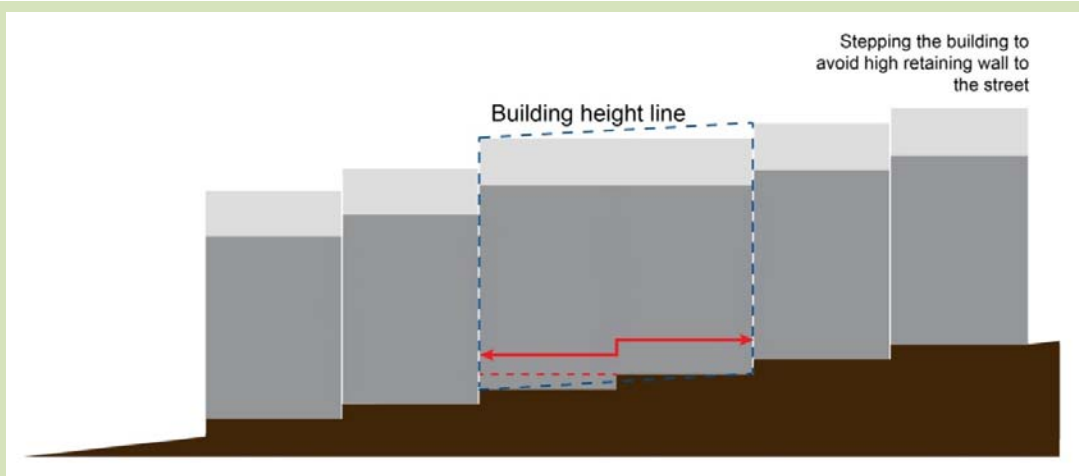 Stepping the building to
avoid high retaining wall to
the street
Building height line